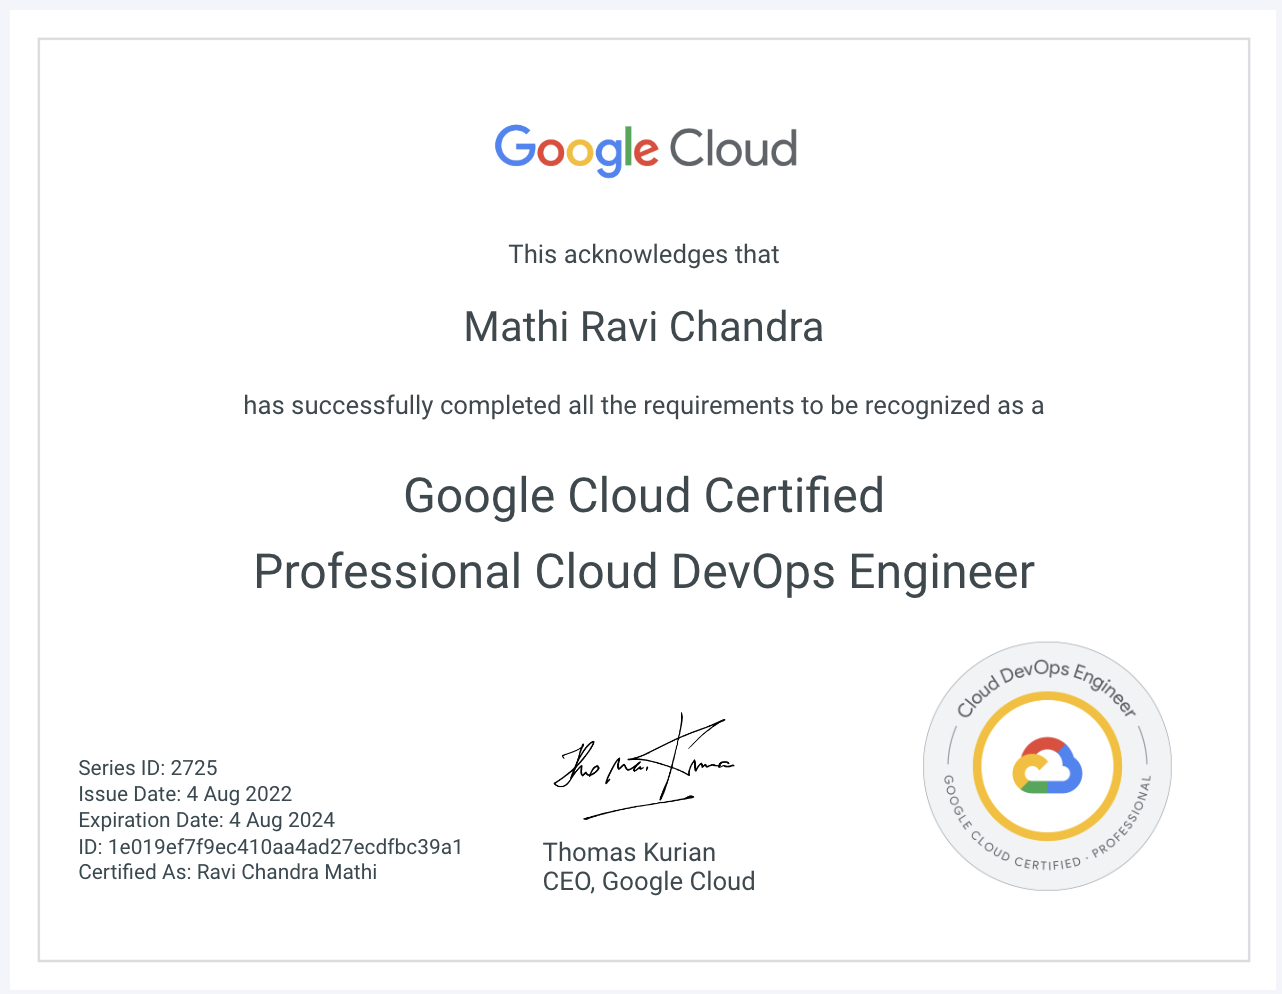 Google Cloud
This acknowledges that
Mathi Ravi Chandra
has successfully completed all the requirements to be recognized as a
Google Cloud Certified
Professional Cloud DevOps Engineer
Series ID: 2725
Issue Date: 4 Aug 2022
Expiration Date: 4 Aug 2024
ID: 1e019ef7f9ec410aa4ad27ecdfbc39a1
Certified As: Ravi Chandra Mathi
Thomas Kurian
Thomas Kurian
CEO, Google Cloud
Cloud DevOps Engineer
GOOGLE CLOUD CERTIFIED · PROFESSIONAL